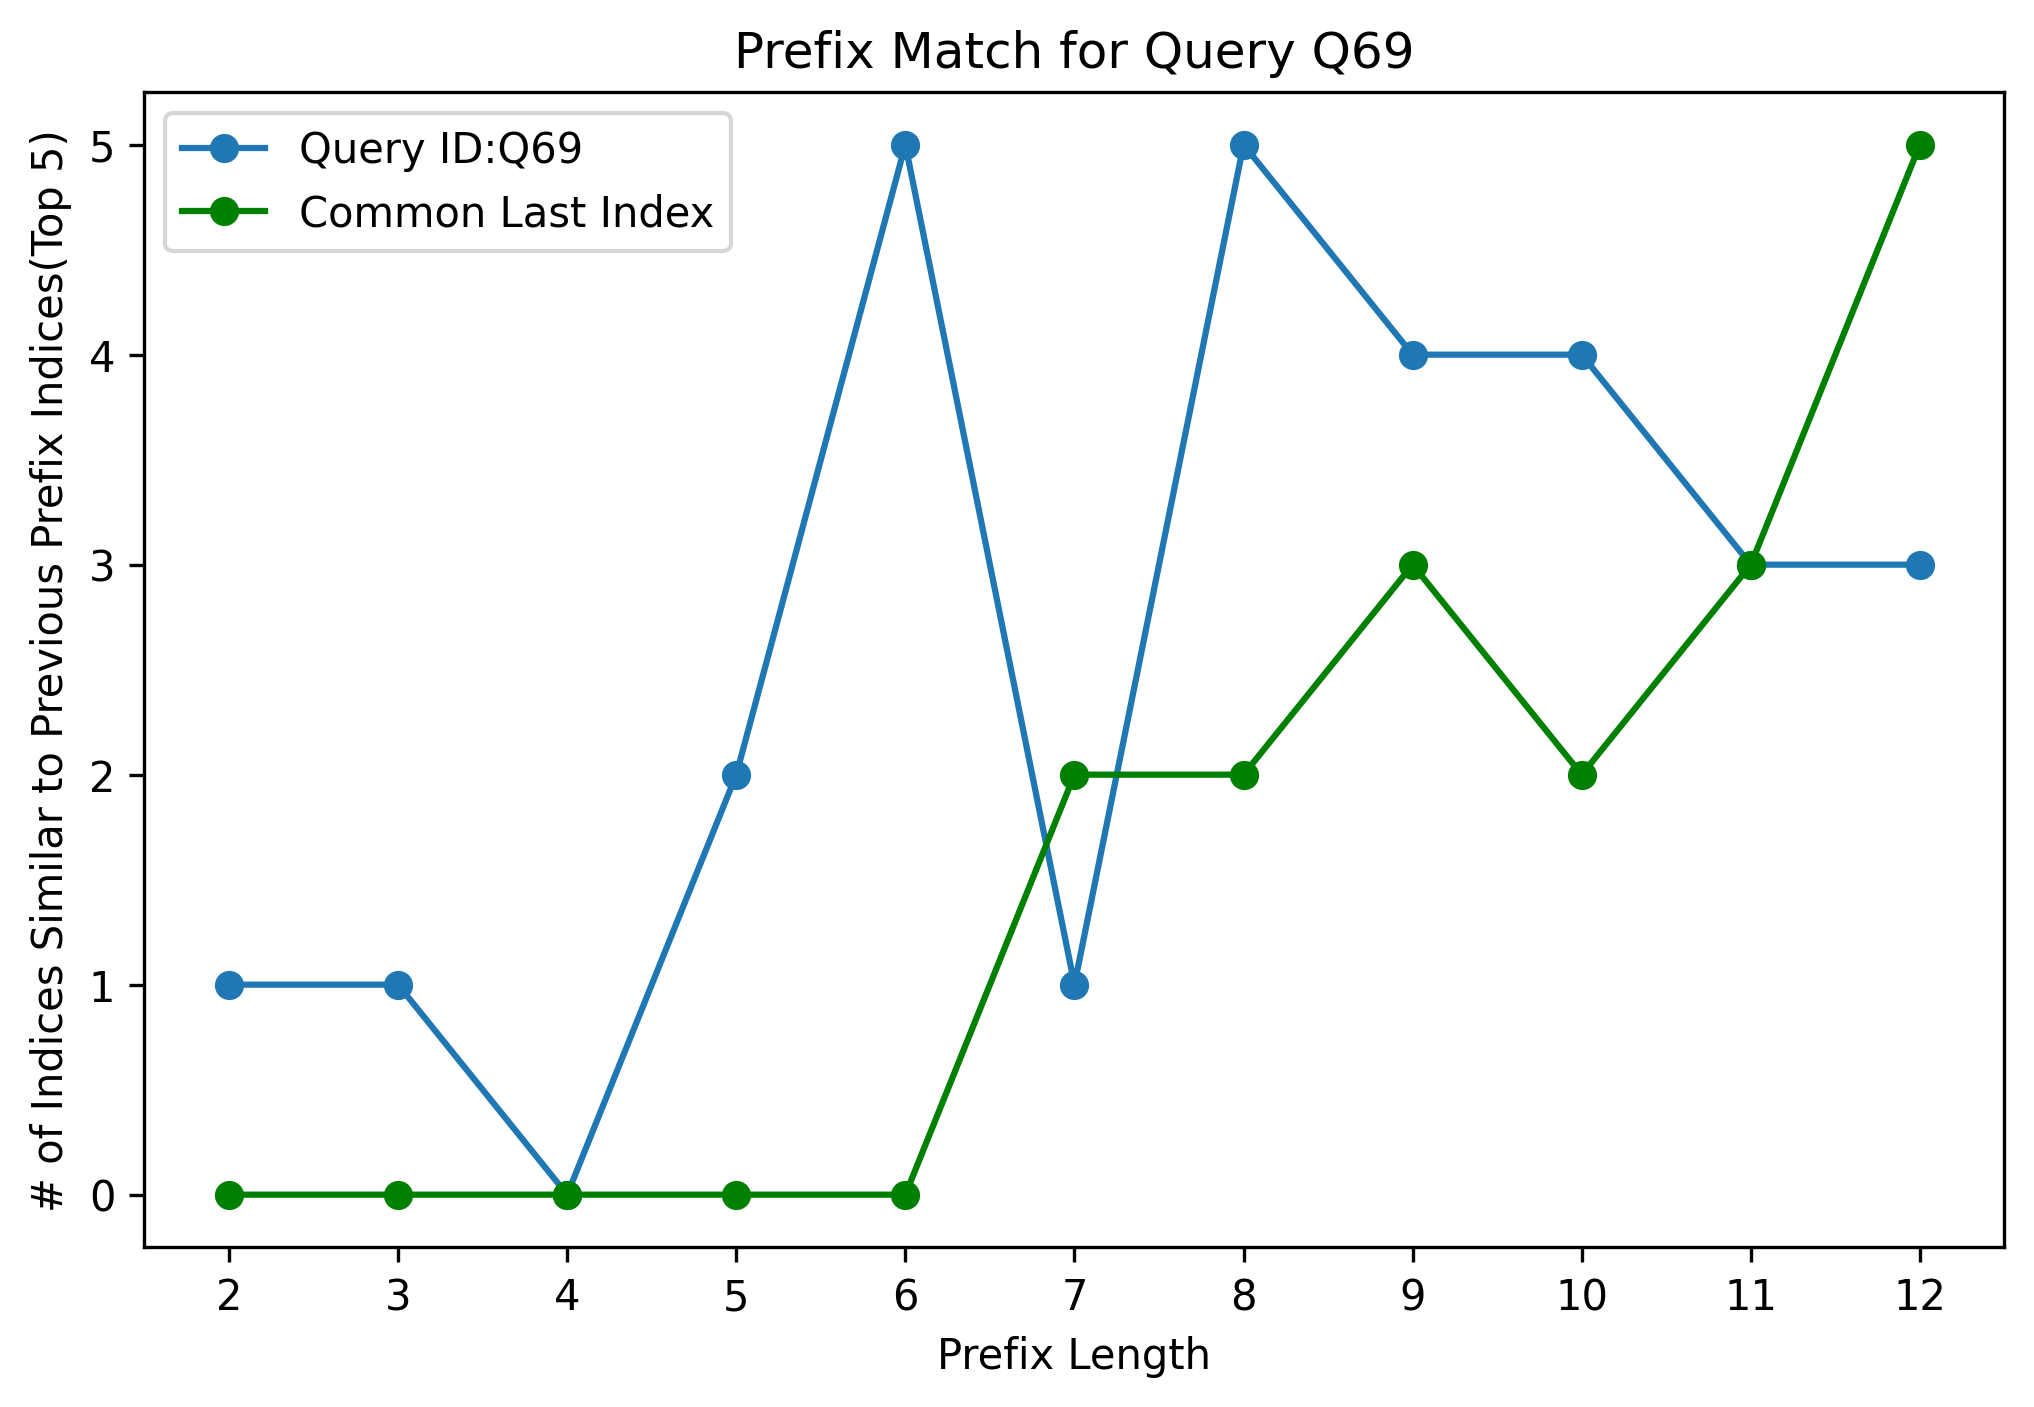 Prefix Match for Query Q69
Query ID:Q69
Common Last Index
# of Indices Similar to Previous Prefix Indices(Top 5)
5
4
3
2
1
0
2 3 4 5 6 7 8 9 10 11 12
Prefix Length